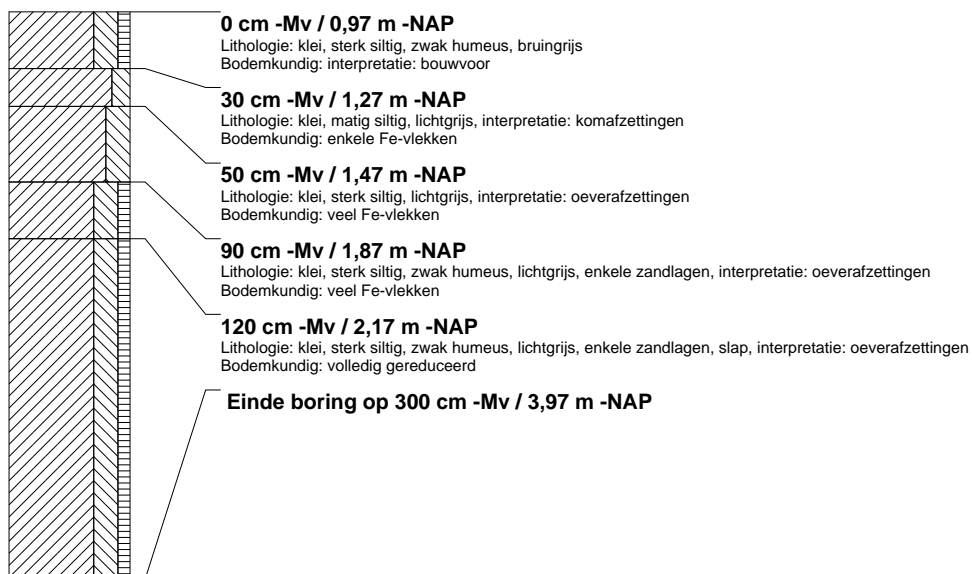 0 cm -Mv / 0,97 m -NAP
Lithologie: klei, sterk siltig, zwak humeus, bruingrijs
Bodemkundig: interpretatie: bouwvoor
30 cm -Mv / 1,27 m -NAP
Lithologie: klei, matig siltig, lichtgrijs, interpretatie: komafzettingen
Bodemkundig: enkele Fe-vlekken
50 cm -Mv / 1,47 m -NAP
Lithologie: klei, sterk siltig, lichtgrijs, interpretatie: oeverafzettingen
Bodemkundig: veel Fe-vlekken
90 cm -Mv / 1,87 m -NAP
Lithologie: klei, sterk siltig, zwak humeus, lichtgrijs, enkele zandlagen, interpretatie: oeverafzettingen
Bodemkundig: veel Fe-vlekken
120 cm -Mv / 2,17 m -NAP
Lithologie: klei, sterk siltig, zwak humeus, lichtgrijs, enkele zandlagen, slap, interpretatie: oeverafzettingen
Bodemkundig: volledig gereduceerd
Einde boring op 300 cm -Mv / 3,97 m -NAP